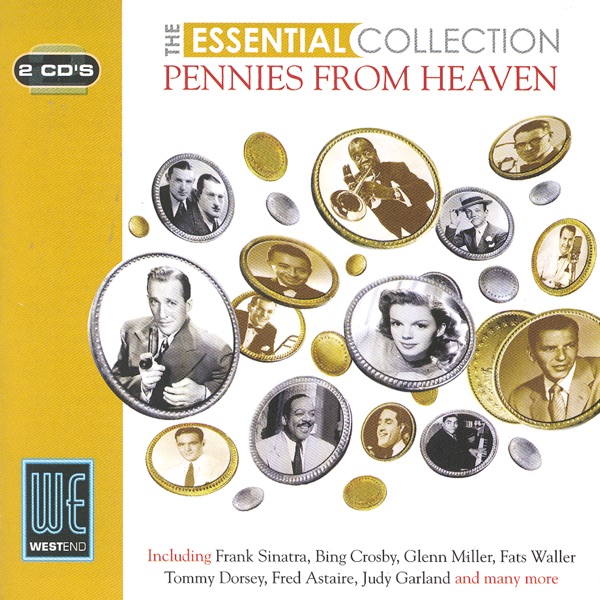 THE ESSENTIAL COLLECTION
PENNIES FROM HEAVEN
2 CD'S
WE
WESTEND
Including Frank Sinatra, Bing Crosby, Glenn Miller, Fats Waller
Tommy Dorsey, Fred Astaire, Judy Garland and many more